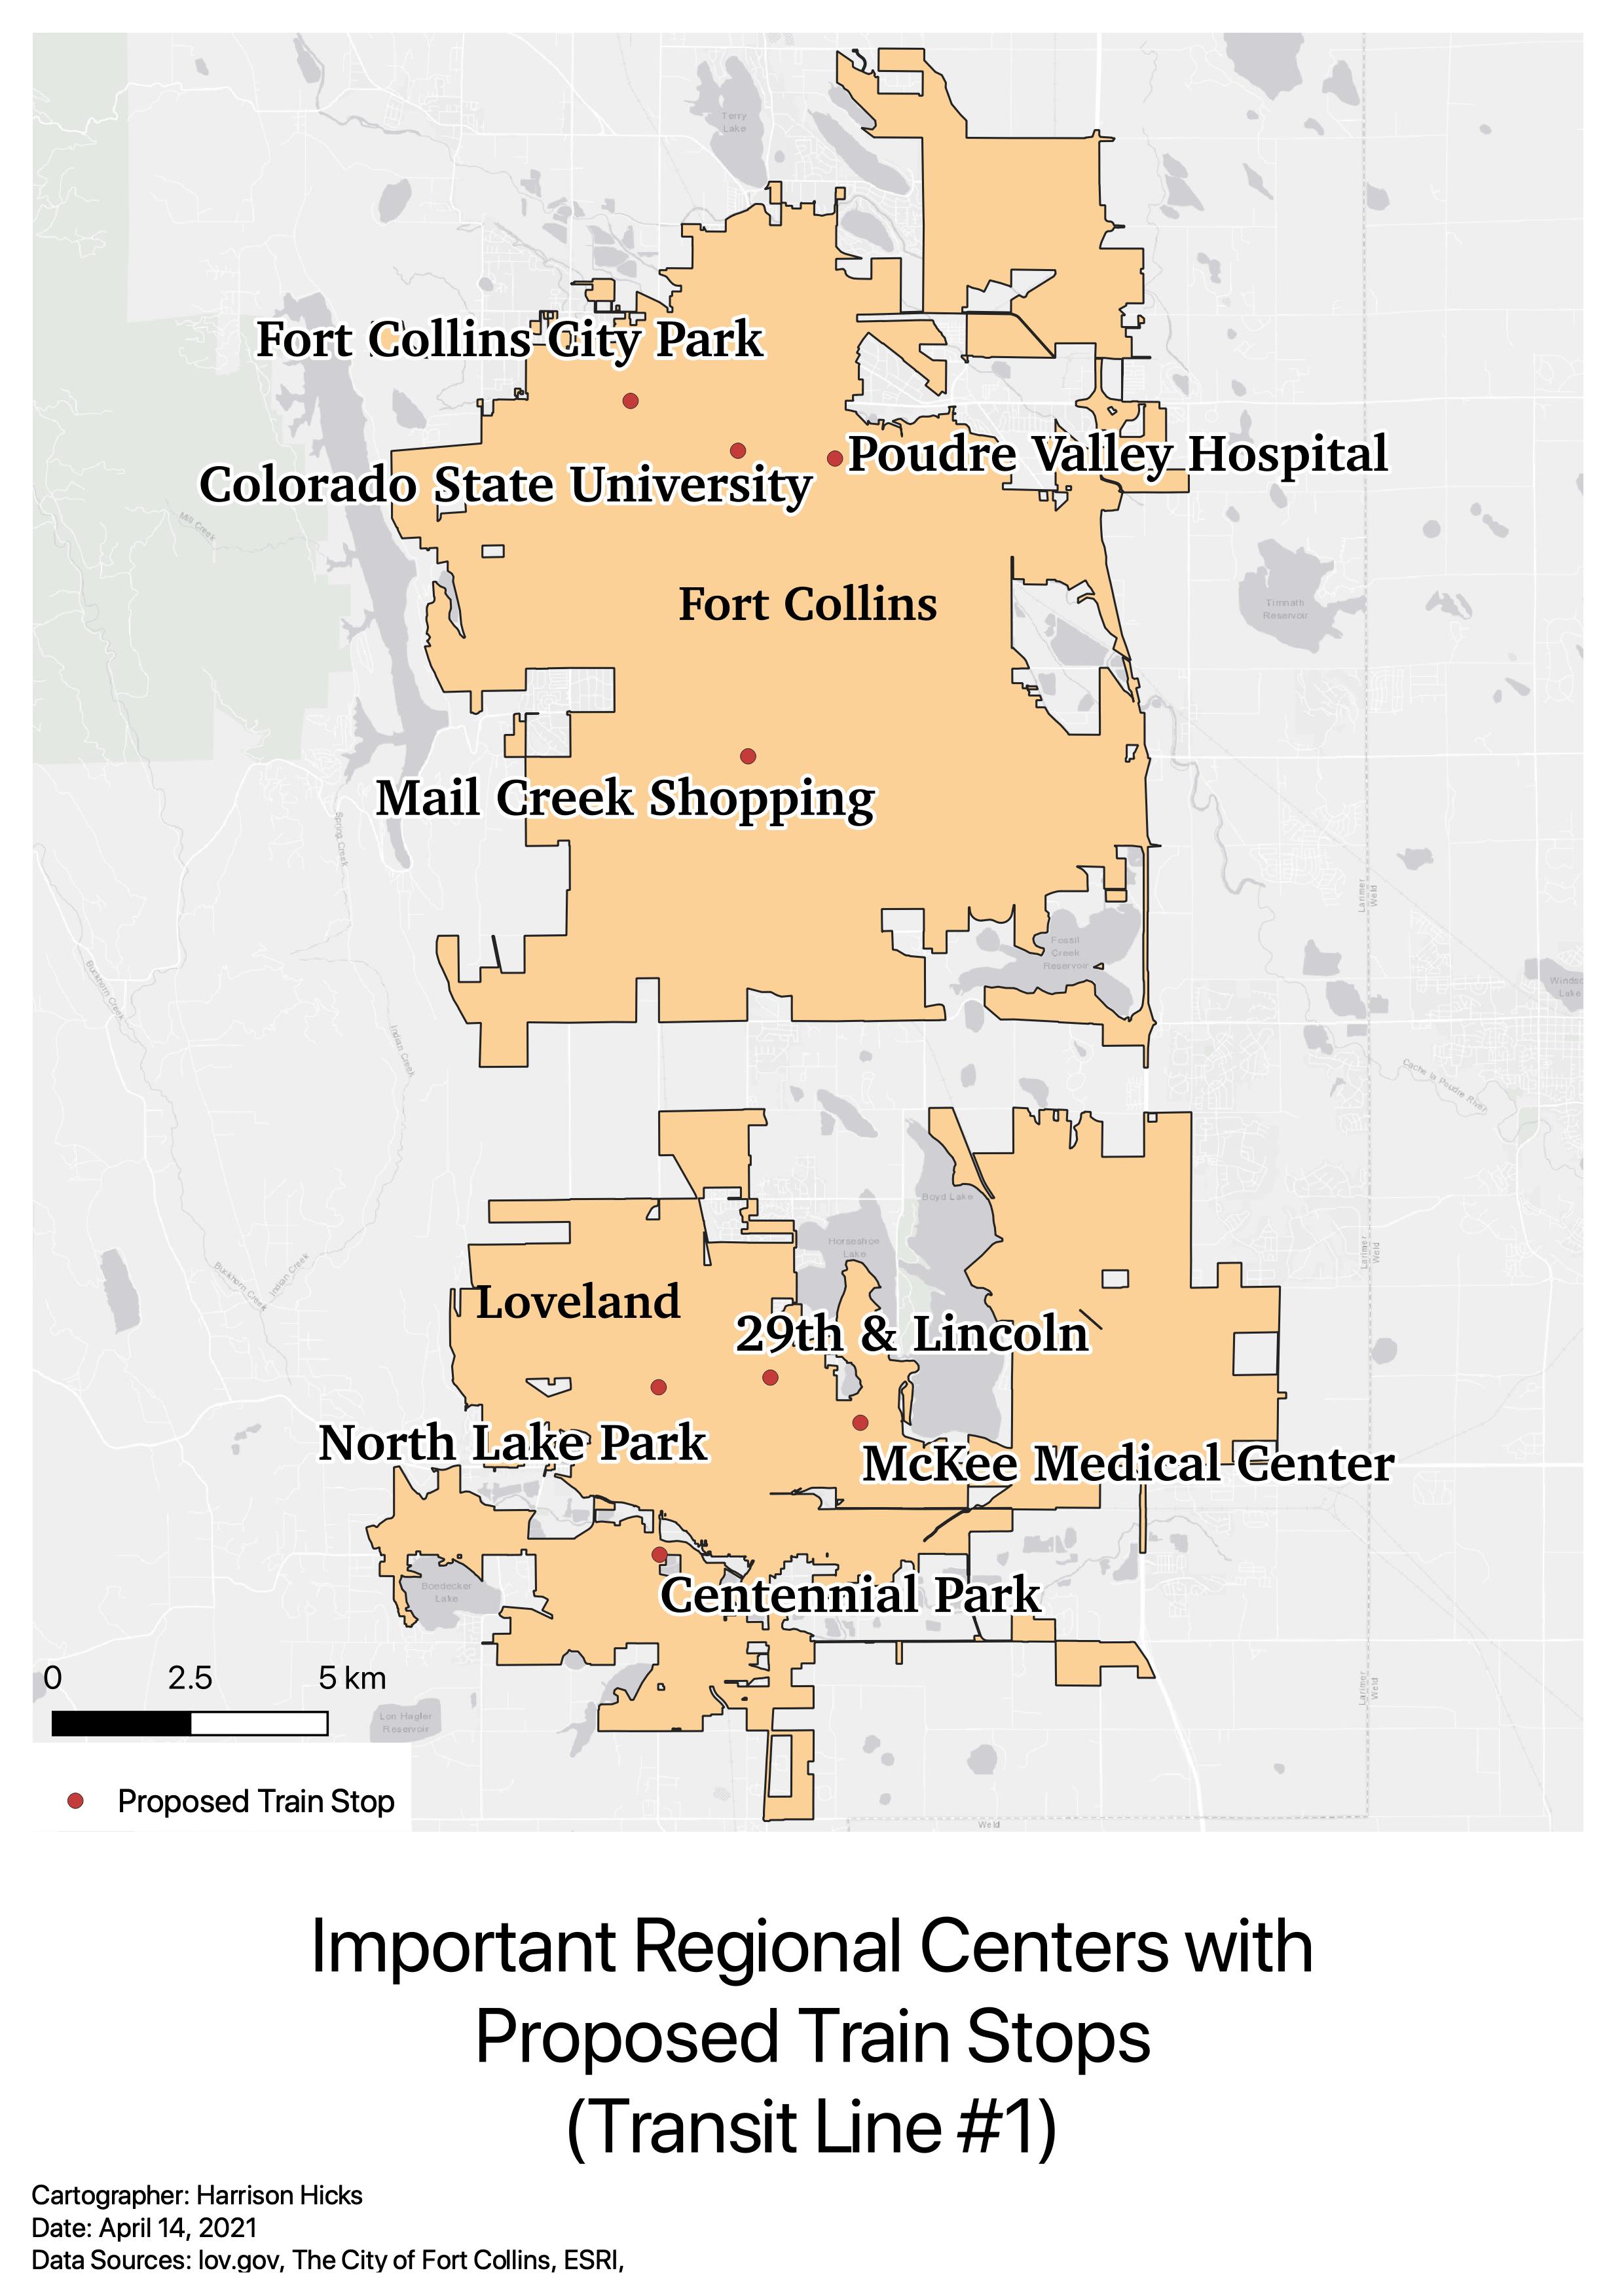 Terry
Lake
Fort Collins City Park
Poudre Valley Hospital
Colorado State University
Mill Creek
Fort Collins
Timnath
Reservoir
Mail Creek Shopping
Spring Creek
Larimer
Weld
Fossil
Creek
Reservoir
Buckhorn Creek
Windso
Lake
Indian Creek
Cache la Poudre River
Boyd Lake
Horseshoe
Lake
Larimer
Weld
Buckhorn Creek
Indian Creek
Loveland
29th & Lincoln
North Lake Park
McKee Medical Center
Boedecker
Lake
Centennial Park
0 2.5 5 km
Larimer
Weld
Lon Hagler
Reservoir
Proposed Train Stop
Weld
Important Regional Centers with
Proposed Train Stops
(Transit Line #1)
Cartographer: Harrison Hicks
Date: April 14, 2021
Data Sources: lov.gov, The City of Fort Collins, ESRI,